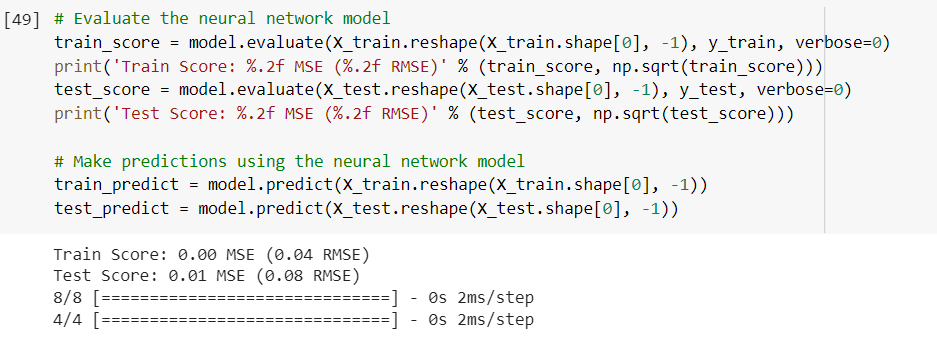 [49] # Evaluate the neural network model
train_score = model.evaluate(X_train.reshape(X_train.shape[0], -1), y_train, verbose=0)
print('Train Score: %.2f MSE (%.2f RMSE)' % (train_score, np.sqrt(train_score)))
test_score = model.evaluate(X_test.reshape(X_test.shape[0], -1), y_test, verbose=0)
print('Test Score: %.2f MSE (%.2f RMSE)' % (test_score, np.sqrt(test_score)))
# Make predictions using the neural network model
train_predict = model.predict(X_train.reshape(X_train.shape[0], -1))
test_predict = model.predict(X_test.reshape(X_test.shape[0], -1))
Train Score: 0.00 MSE (0.04 RMSE)
Test Score: 0.01 MSE (0.08 RMSE)
8/8 [==============================] - 0s 2ms/step
4/4 [==============================] - 0s 2ms/step